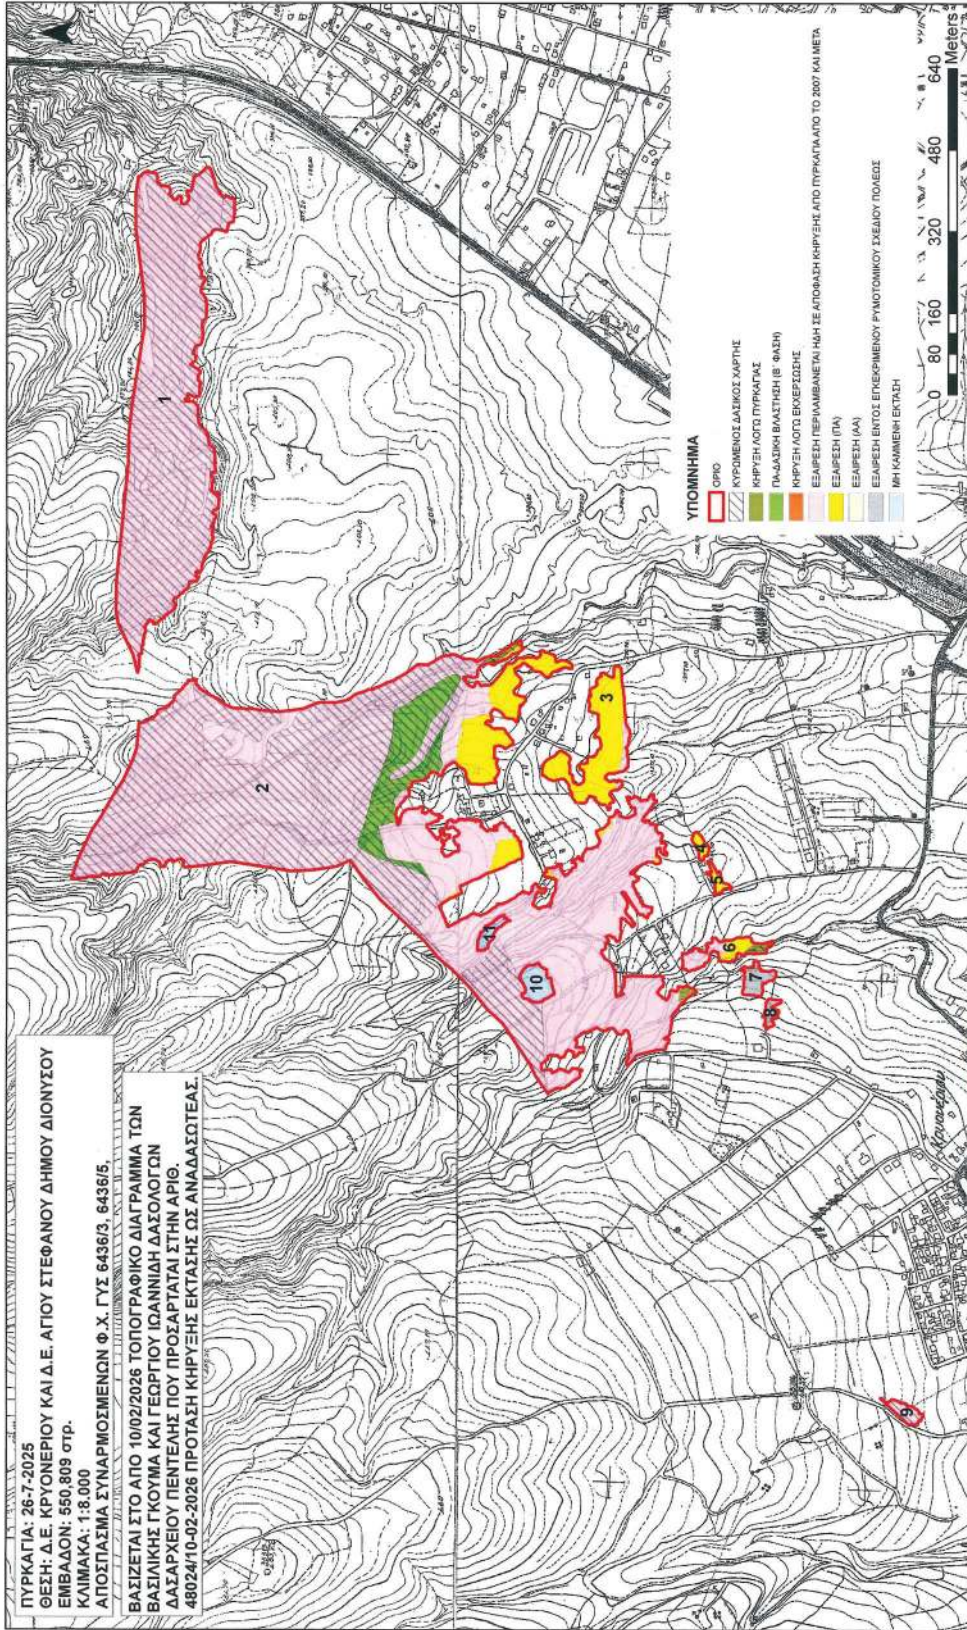 ΠΥΡΚΑΓΙΑ: 26-7-2025
ΘΕΣΗ: Δ.Ε. ΚΡΥΟΝΕΡΙΟΥ ΚΑΙ Δ.Ε. ΑΓΙΟΥ ΣΤΕΦΑΝΟΥ ΔΗΜΟΥ ΔΙΟΝΥΣΟΥ
ΕΜΒΑΔΟΝ: 550,809 στρ.
ΚΛΙΜΑΚΑ: 1:8.000
ΑΠΟΣΠΑΣΜΑ ΣΥΝΑΡΜΟΣΜΕΝΩΝ Φ.Χ. ΓΥΣ 6436/3, 6436/5,
ΒΑΣΙΖΕΤΑΙ ΣΤΟ ΑΠΟ 10/02/2026 ΤΟΠΟΓΡΑΦΙΚΟ ΔΙΑΓΡΑΜΜΑ ΤΩΝ
ΒΑΣΙΛΙΚΗΣ ΓΚΟΥΜΑ ΚΑΙ ΓΕΩΡΓΙΟΥ ΙΩΑΝΝΙΔΗ ΔΑΣΟΛΟΓΩΝ
ΔΑΣΑΡΧΕΙΟΥ ΠΕΝΤΕΛΗΣ ΠΟΥ ΠΡΟΣΑΡΤΑΤΑΙ ΣΤΗΝ ΑΡΙΘ.
48024/10-02-2026 ΠΡΟΤΑΣΗ ΚΗΡΥΞΗΣ ΕΚΤΑΣΗΣ ΩΣ ΑΝΑΔΑΣΩΤΕΑΣ.
1
2
3
4
5
6
7
8
9
10
11
Κρυονέριον
ΥΠΟΜΝΗΜΑ
ΟΡΙΟ
ΚΥΡΩΜΕΝΟΣ ΔΑΣΙΚΟΣ ΧΑΡΤΗΣ
ΚΗΡΥΞΗ ΛΟΓΩ ΠΥΡΚΑΓΙΑΣ
ΠΑ-ΔΑΣΙΚΗ ΒΛΑΣΤΗΣΗ (Β' ΦΑΣΗ)
ΚΗΡΥΞΗ ΛΟΓΩ ΕΚΧΕΡΣΩΣΗΣ
ΕΞΑΙΡΕΣΗ ΠΕΡΙΛΑΜΒΑΝΕΤΑΙ ΗΔΗ ΣΕ ΑΠΟΦΑΣΗ ΚΗΡΥΞΗΣ ΑΠΟ ΠΥΡΚΑΓΙΑ ΑΠΟ ΤΟ 2007 ΚΑΙ ΜΕΤΑ
ΕΞΑΙΡΕΣΗ (ΠΑ)
ΕΞΑΙΡΕΣΗ (ΑΑ)
ΕΞΑΙΡΕΣΗ ΕΝΤΟΣ ΕΓΚΕΚΡΙΜΕΝΟΥ ΡΥΜΟΤΟΜΙΚΟΥ ΣΧΕΔΙΟΥ ΠΟΛΕΩΣ
ΜΗ ΚΑΜΜΕΝΗ ΕΚΤΑΣΗ
0 80 160 320 480 640
Meters